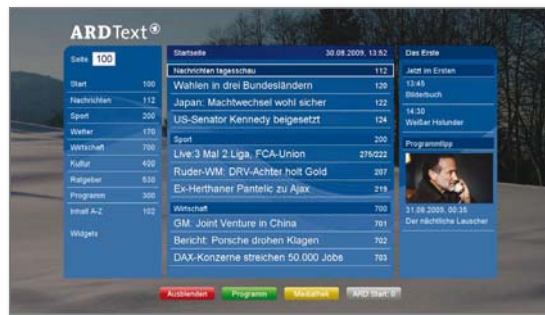 ARDText
Seite 100
Start 100
Nachrichten 112
Sport 200
Wetter 170
Wirtschaft 700
Kultur 400
Ratgeber 530
Programm 300
Inhalt A-Z 102
Widgets
Startseite 30.08.2009, 13:52
Nachrichten tagesschau 112
Wahlen in drei Bundesländern 120
Japan: Machtwechsel wohl sicher 122
US-Senator Kennedy beigesetzt 124
Sport 200
Live:3 Mal 2.Liga, FCA-Union 275/222
Ruder-WM: DRV-Achter holt Gold 207
Ex-Herthaner Pantelic zu Ajax 219
Wirtschaft 700
GM: Joint Venture in China 701
Bericht: Porsche drohen Klagen 702
DAX-Konzerne streichen 50.000 Jobs 703
Das Erste
Jetzt im Ersten
13:45
Bilderbuch
14:30
Weißer Holunder
Programmtipp
31.08.2009, 00:35
Der nächtliche Lauscher
Ausblenden Programm Mediathek ARD Start: 0